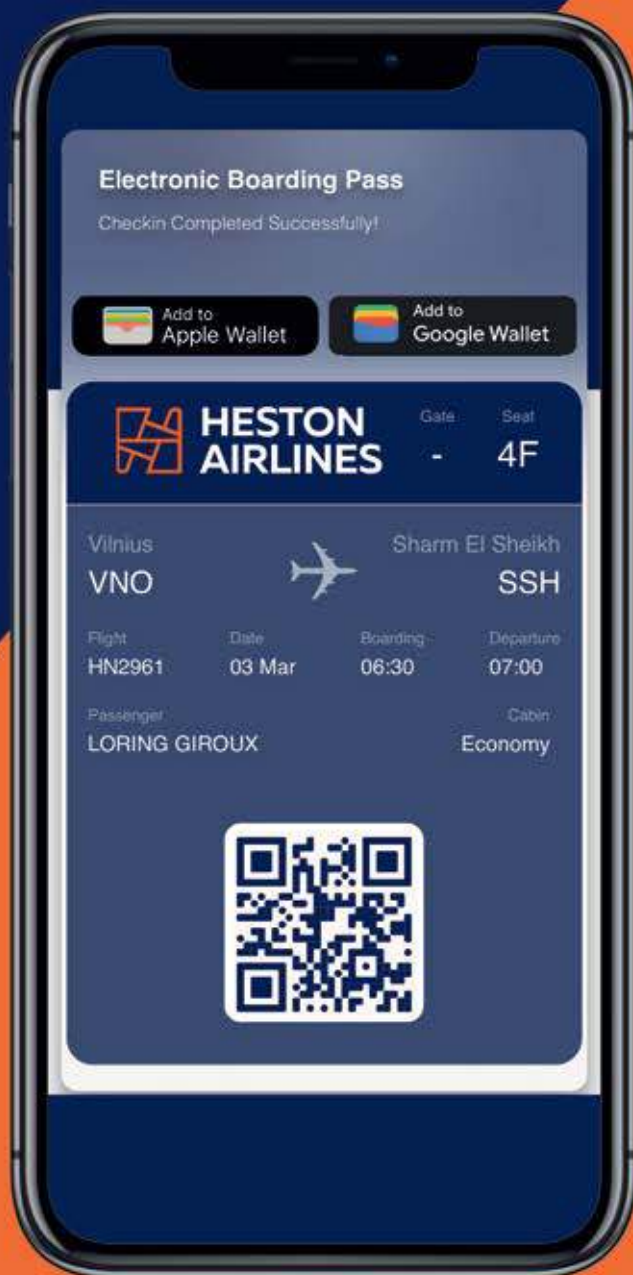 Electronic Boarding Pass
Checkin Completed Successfully!
Add to
Apple Wallet
Add to
Google Wallet
HESTON
AIRLINES
Gate
-
Seat
4F
Vilnius
VNO
Sharm El Sheikh
SSH
Flight
HN2961
Date
03 Mar
Boarding
06:30
Departure
07:00
Passenger
LORING GIROUX
Cabin
Economy